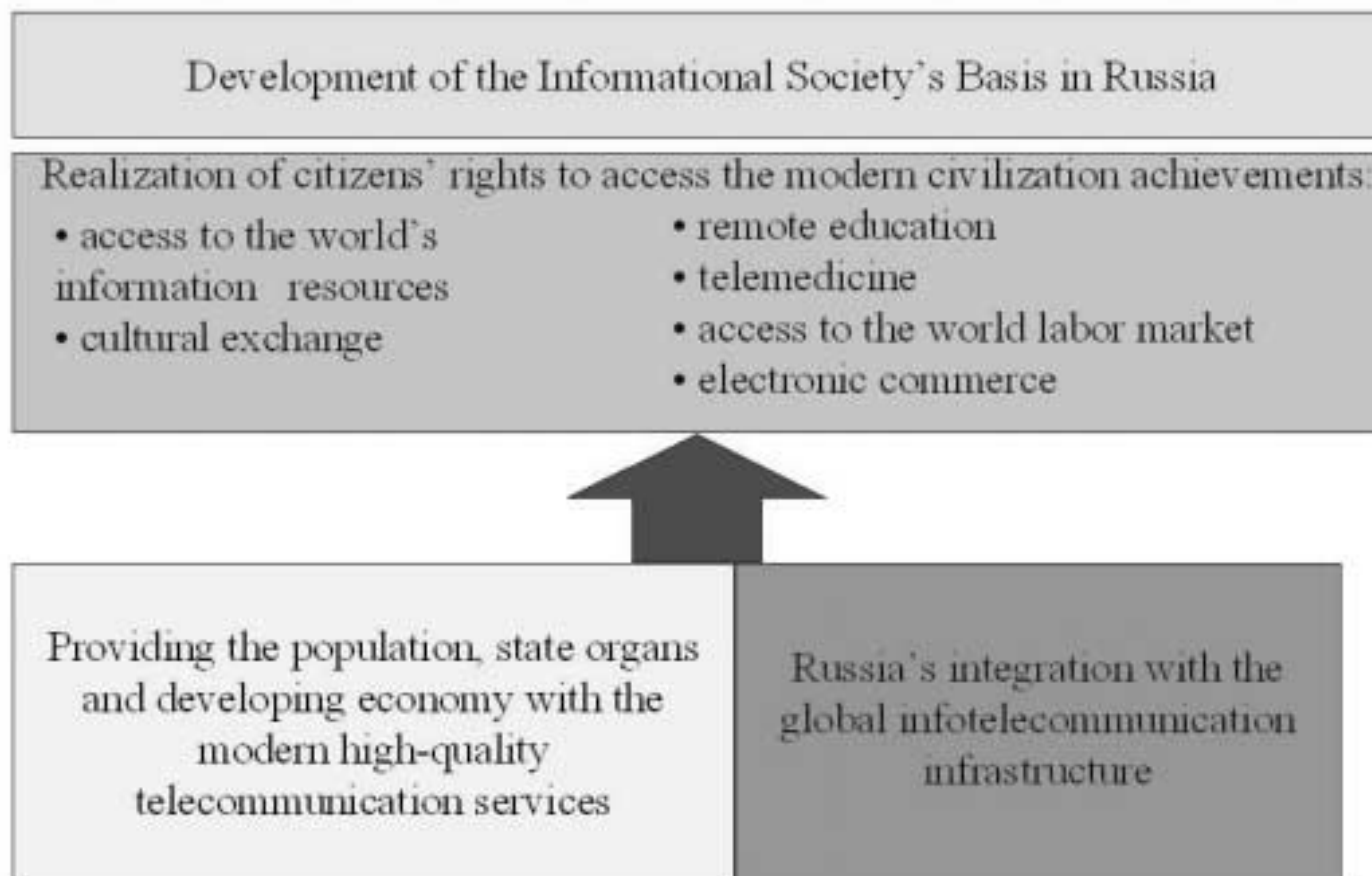 Development of the Informational Society's Basis in Russia
Realization of citizens' rights to access the modern civilization achievements:
• access to the world's
information resources
• cultural exchange
• remote education
• telemedicine
• access to the world labor market
• electronic commerce
Providing the population, state organs
and developing economy with the
modern high-quality
telecommunication services
Russia's integration with the
global infotelecommunication
infrastructure